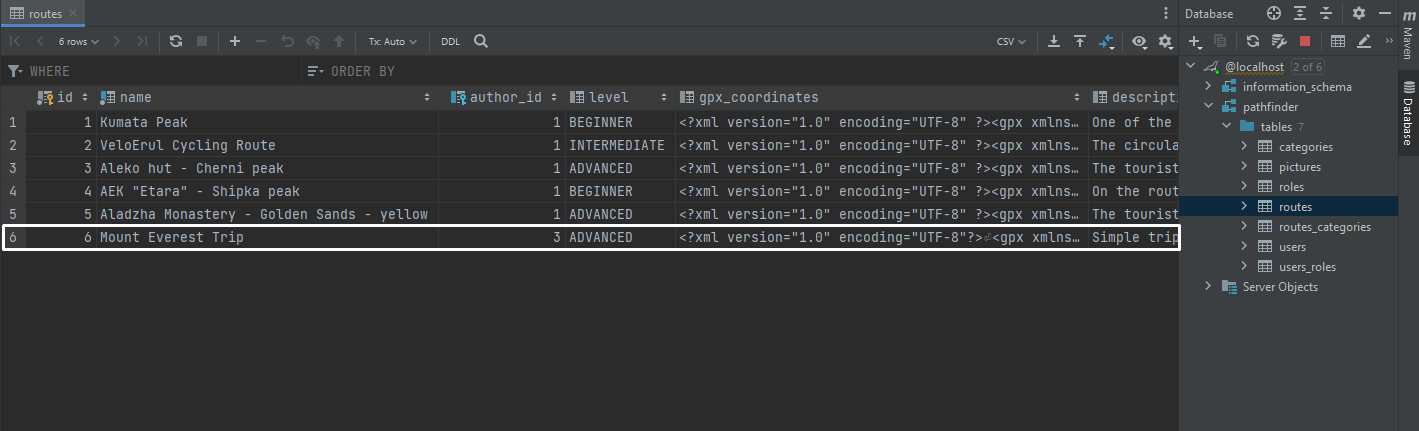 routes
Database
6 rows
Tx: Auto
DDL
CSV
WHERE
ORDER BY
id name author_id level gpx_coordinates descripti
1 1 Kumata Peak 1 BEGINNER <?xml version="1.0" encoding="UTF-8" ?><gpx xmlns… One of the
2 2 VeloErul Cycling Route 1 INTERMEDIATE <?xml version="1.0" encoding="UTF-8" ?><gpx xmlns… The circula
3 3 Aleko hut - Cherni peak 1 ADVANCED <?xml version="1.0" encoding="UTF-8" ?><gpx xmlns… The tourist
4 4 AEK "Etara" - Shipka peak 1 BEGINNER <?xml version="1.0" encoding="UTF-8" ?><gpx xmlns… On the rout
5 5 Aladzha Monastery - Golden Sands - yellow 1 ADVANCED <?xml version="1.0" encoding="UTF-8" ?><gpx xmlns… The tourist
6 6 Mount Everest Trip 3 ADVANCED <?xml version="1.0" encoding="UTF-8"?>⏎<gpx xmlns… Simple trip
@localhost 2 of 6
information_schema
pathfinder
tables 7
categories
pictures
roles
routes
routes_categories
users
users_roles
Server Objects
m
Maven
Database